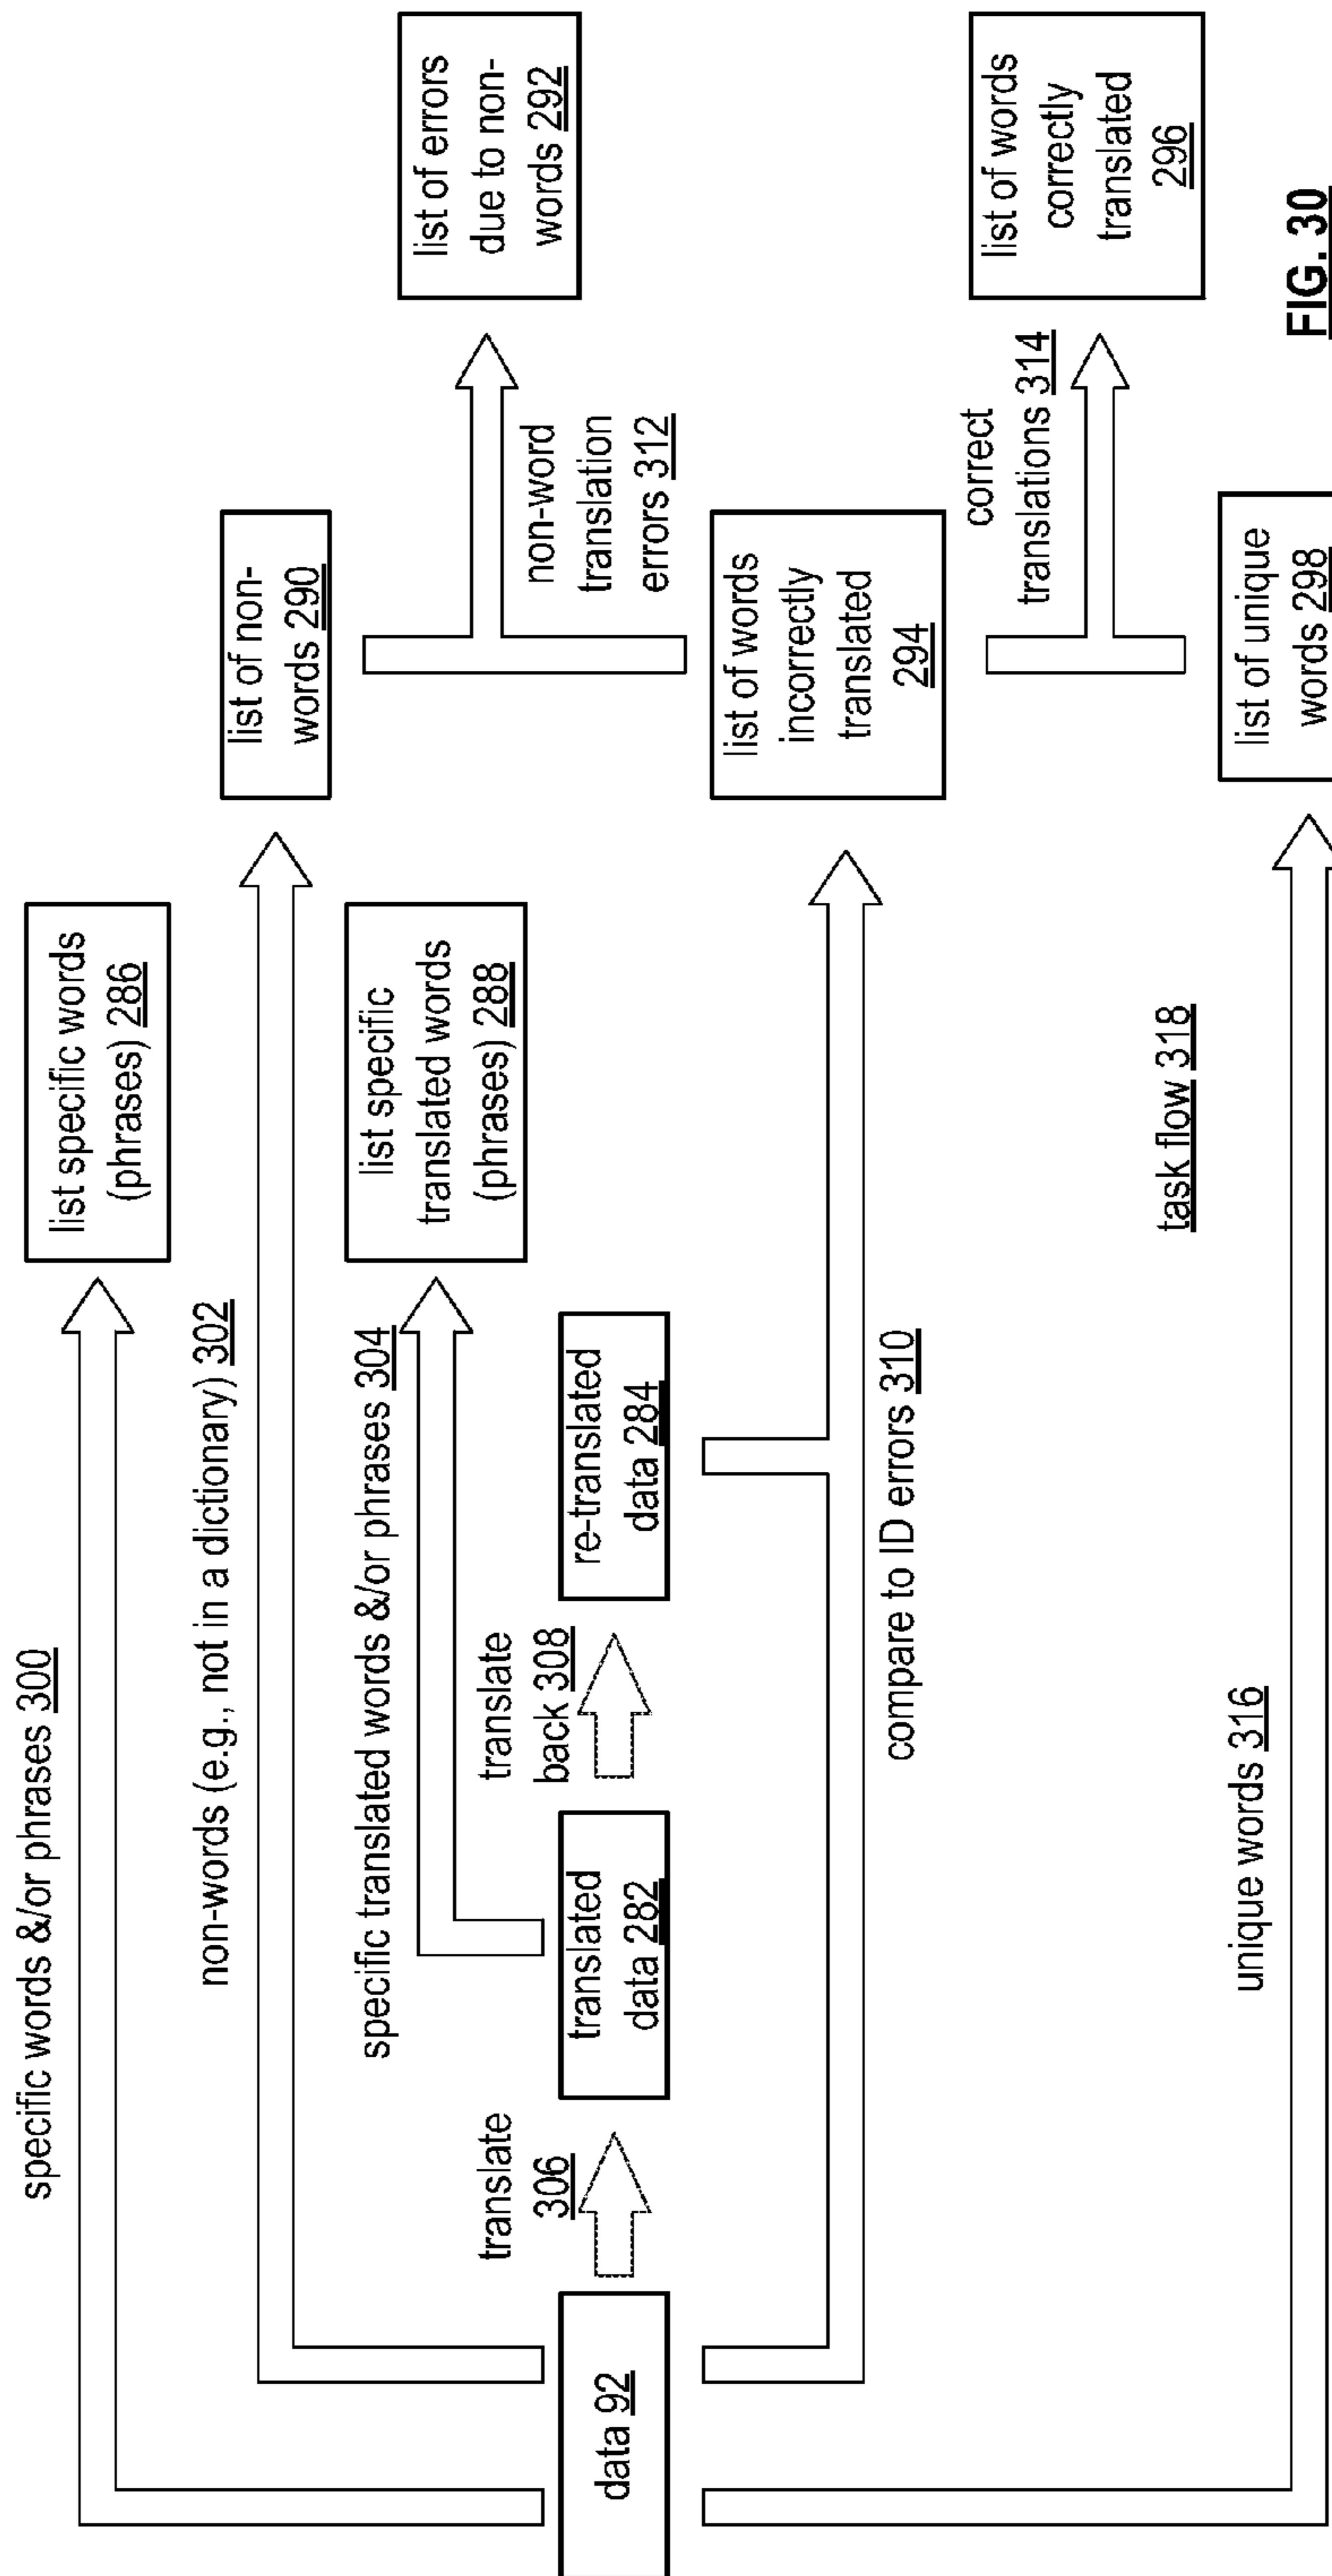 specific words &/or phrases 300
list specific words
(phrases) 286
non-words (e.g., not in a dictionary) 302
list of non-
words 290
specific translated words &/or phrases 304
list specific
translated words
(phrases) 288
list of errors
due to non-
words 292
non-word
translation
errors 312
data 92
translate
306
translated
data 282
translate
back 308
re-translated
data 284
compare to ID errors 310
list of words
incorrectly
translated
294
correct
translations 314
list of words
correctly
translated
296
task flow 318
unique words 316
list of unique
words 298
FIG. 30